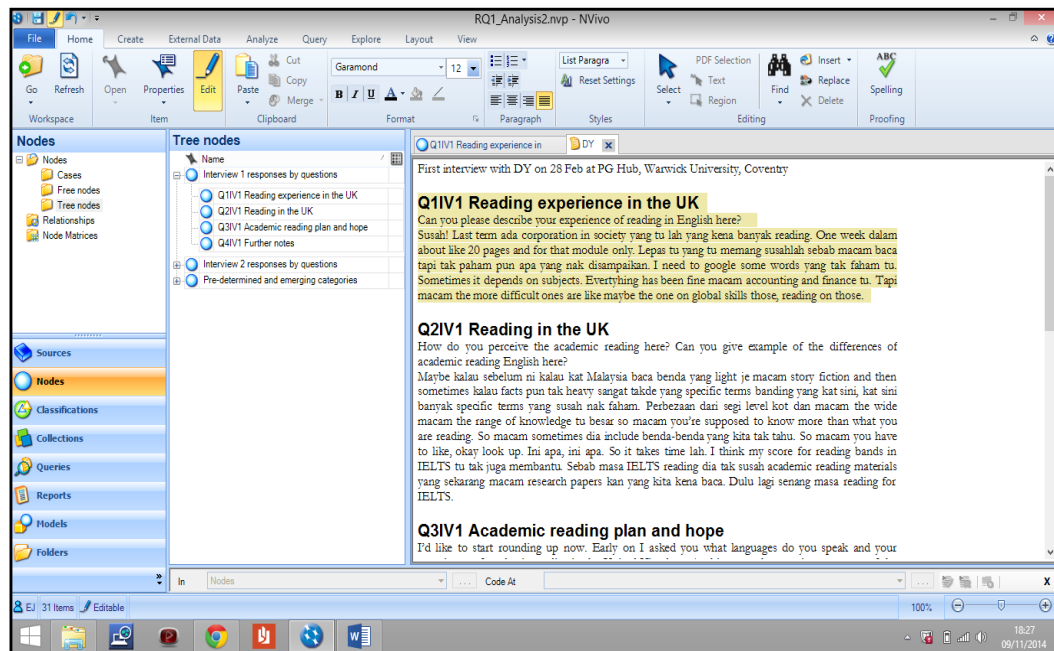 RQ1_Analysis2.nvp - NVivo
File Home Create External Data Analyze Query Explore Layout View
Go Refresh Open Properties Edit Paste Cut Copy Merge
Garamond 12
B I U A
List Paragra
Reset Settings
Select PDF Selection Text Region Find Insert Replace Delete
ABC Spelling
Workspace Item Clipboard Format Paragraph Styles Editing Proofing
Nodes
Nodes
Cases
Free nodes
Tree nodes
Relationships
Node Matrices
Sources
Nodes
Classifications
Collections
Queries
Reports
Models
Folders
Tree nodes
Name
Interview 1 responses by questions
Q1IV1 Reading experience in the UK
Q2IV1 Reading in the UK
Q3IV1 Academic reading plan and hope
Q4IV1 Further notes
Interview 2 responses by questions
Pre-determined and emerging categories
Q1IV1 Reading experience in DY x
First interview with DY on 28 Feb at PG Hub, Warwick University, Coventry
Q1IV1 Reading experience in the UK
Can you please describe your experience of reading in English here?
Susah! Last term ada corporation in society yang tu lah yang kena banyak reading. One week dalam
about like 20 pages and for that module only. Lepas tu yang tu memang susahlah sebab macam baca
tapi tak paham pun apa yang nak disampaikan. I need to google some words yang tak faham tu.
Sometimes it depends on subjects. Evertyhing has been fine macam accounting and finance tu. Tapi
macam the more difficult ones are like maybe the one on global skills those, reading on those.
Q2IV1 Reading in the UK
How do you perceive the academic reading here? Can you give example of the differences of
academic reading English here?
Maybe kalau sebelum ni kalau kat Malaysia baca benda yang light je macam story fiction and then
sometimes kalau facts pun tak heavy sangat takde yang specific terms banding yang kat sini, kat sini
banyak specific terms yang susah nak faham. Perbezaan dari segi level kot dan macam the wide
macam the range of knowledge tu besar so macam you're supposed to know more than what you
are reading. So macam sometimes dia include benda-benda yang kita tak tahu. So macam you have
to like, okay look up. Ini apa, ini apa. So it takes time lah. I think my score for reading bands in
IELTS tu tak juga membantu. Sebab masa IELTS reading dia tak susah academic reading materials
yang sekarang macam research papers kan yang kita kena baca. Dulu lagi senang masa reading for
IELTS.
Q3IV1 Academic reading plan and hope
I'd like to start rounding up now. Early on I asked you what languages do you speak and your
In Nodes ... Code At ... X
EJ 31 Items Editable 100%
18:27
09/11/2014